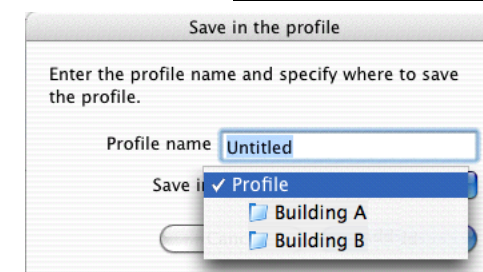 Save in the profile
Enter the profile name and specify where to save
the profile.
Profile name Untitled
Save i ✓ Profile
Building A
Building B